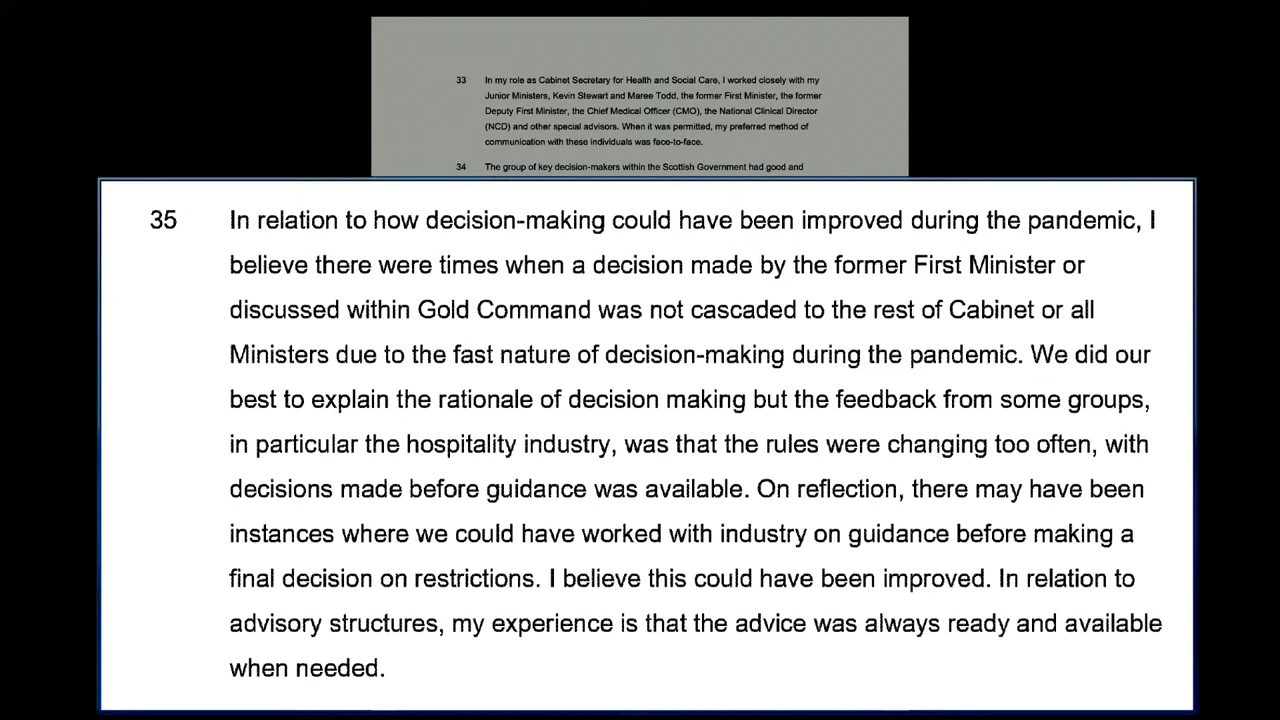 33 In my role as Cabinet Secretary for Health and Social Care, I worked closely with my
Junior Ministers, Kevin Stewart and Maree Todd, the former First Minister, the former
Deputy First Minister, the Chief Medical Officer (CMO), the National Clinical Director
(NCD) and other special advisors. When it was permitted, my preferred method of
communication with these individuals was face-to-face.
34 The group of key decision-makers within the Scottish Government had good and
35 In relation to how decision-making could have been improved during the pandemic, I
believe there were times when a decision made by the former First Minister or
discussed within Gold Command was not cascaded to the rest of Cabinet or all
Ministers due to the fast nature of decision-making during the pandemic. We did our
best to explain the rationale of decision making but the feedback from some groups,
in particular the hospitality industry, was that the rules were changing too often, with
decisions made before guidance was available. On reflection, there may have been
instances where we could have worked with industry on guidance before making a
final decision on restrictions. I believe this could have been improved. In relation to
advisory structures, my experience is that the advice was always ready and available
when needed.